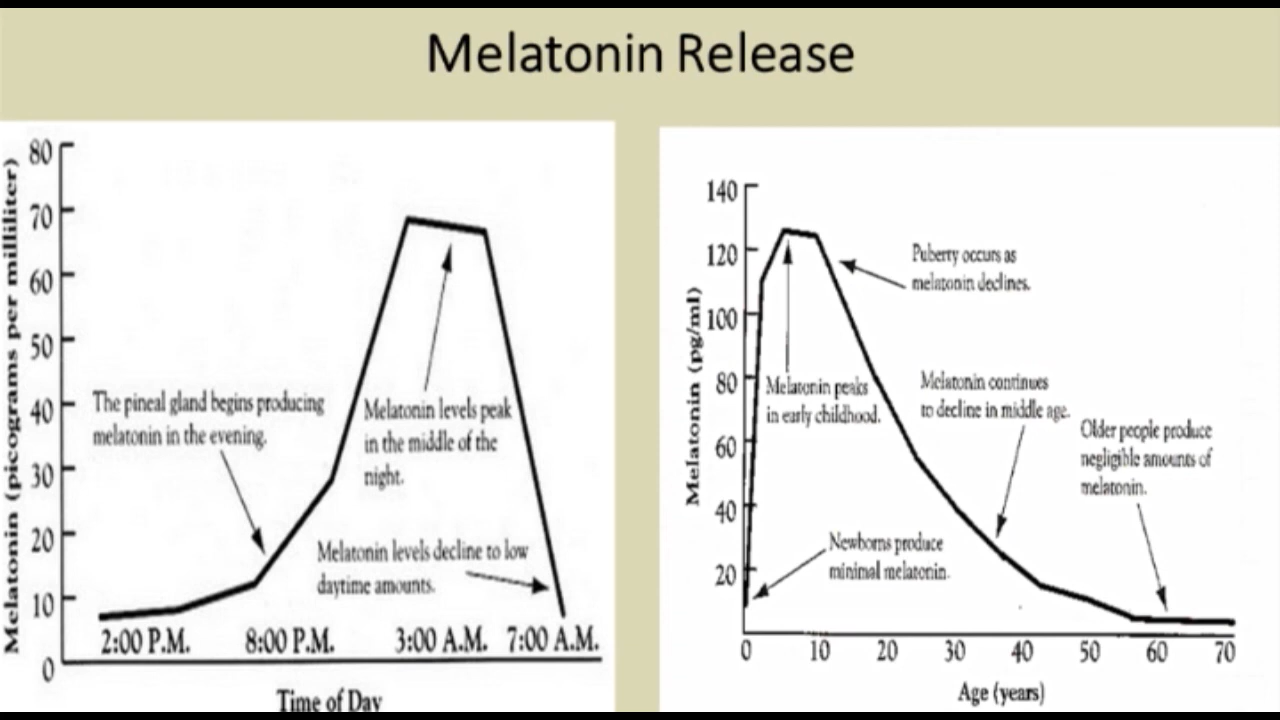 Melatonin Release
Melatonin (picograms per milliliter)
80
70
60
50
40
30
20
10
0
The pineal gland begins producing
melatonin in the evening.
Melatonin levels peak
in the middle of the
night.
Melatonin levels decline to low
daytime amounts.
2:00 P.M. 8:00 P.M. 3:00 A.M. 7:00 A.M.
Time of Day
Melatonin (pg/ml)
140
120
100
80
60
40
20
Puberty occurs as
melatonin declines.
Melatonin peaks
in early childhood.
Melatonin continues
to decline in middle age.
Older people produce
negligible amounts of
melatonin.
Newborns produce
minimal melatonin.
0 10 20 30 40 50 60 70
Age (years)